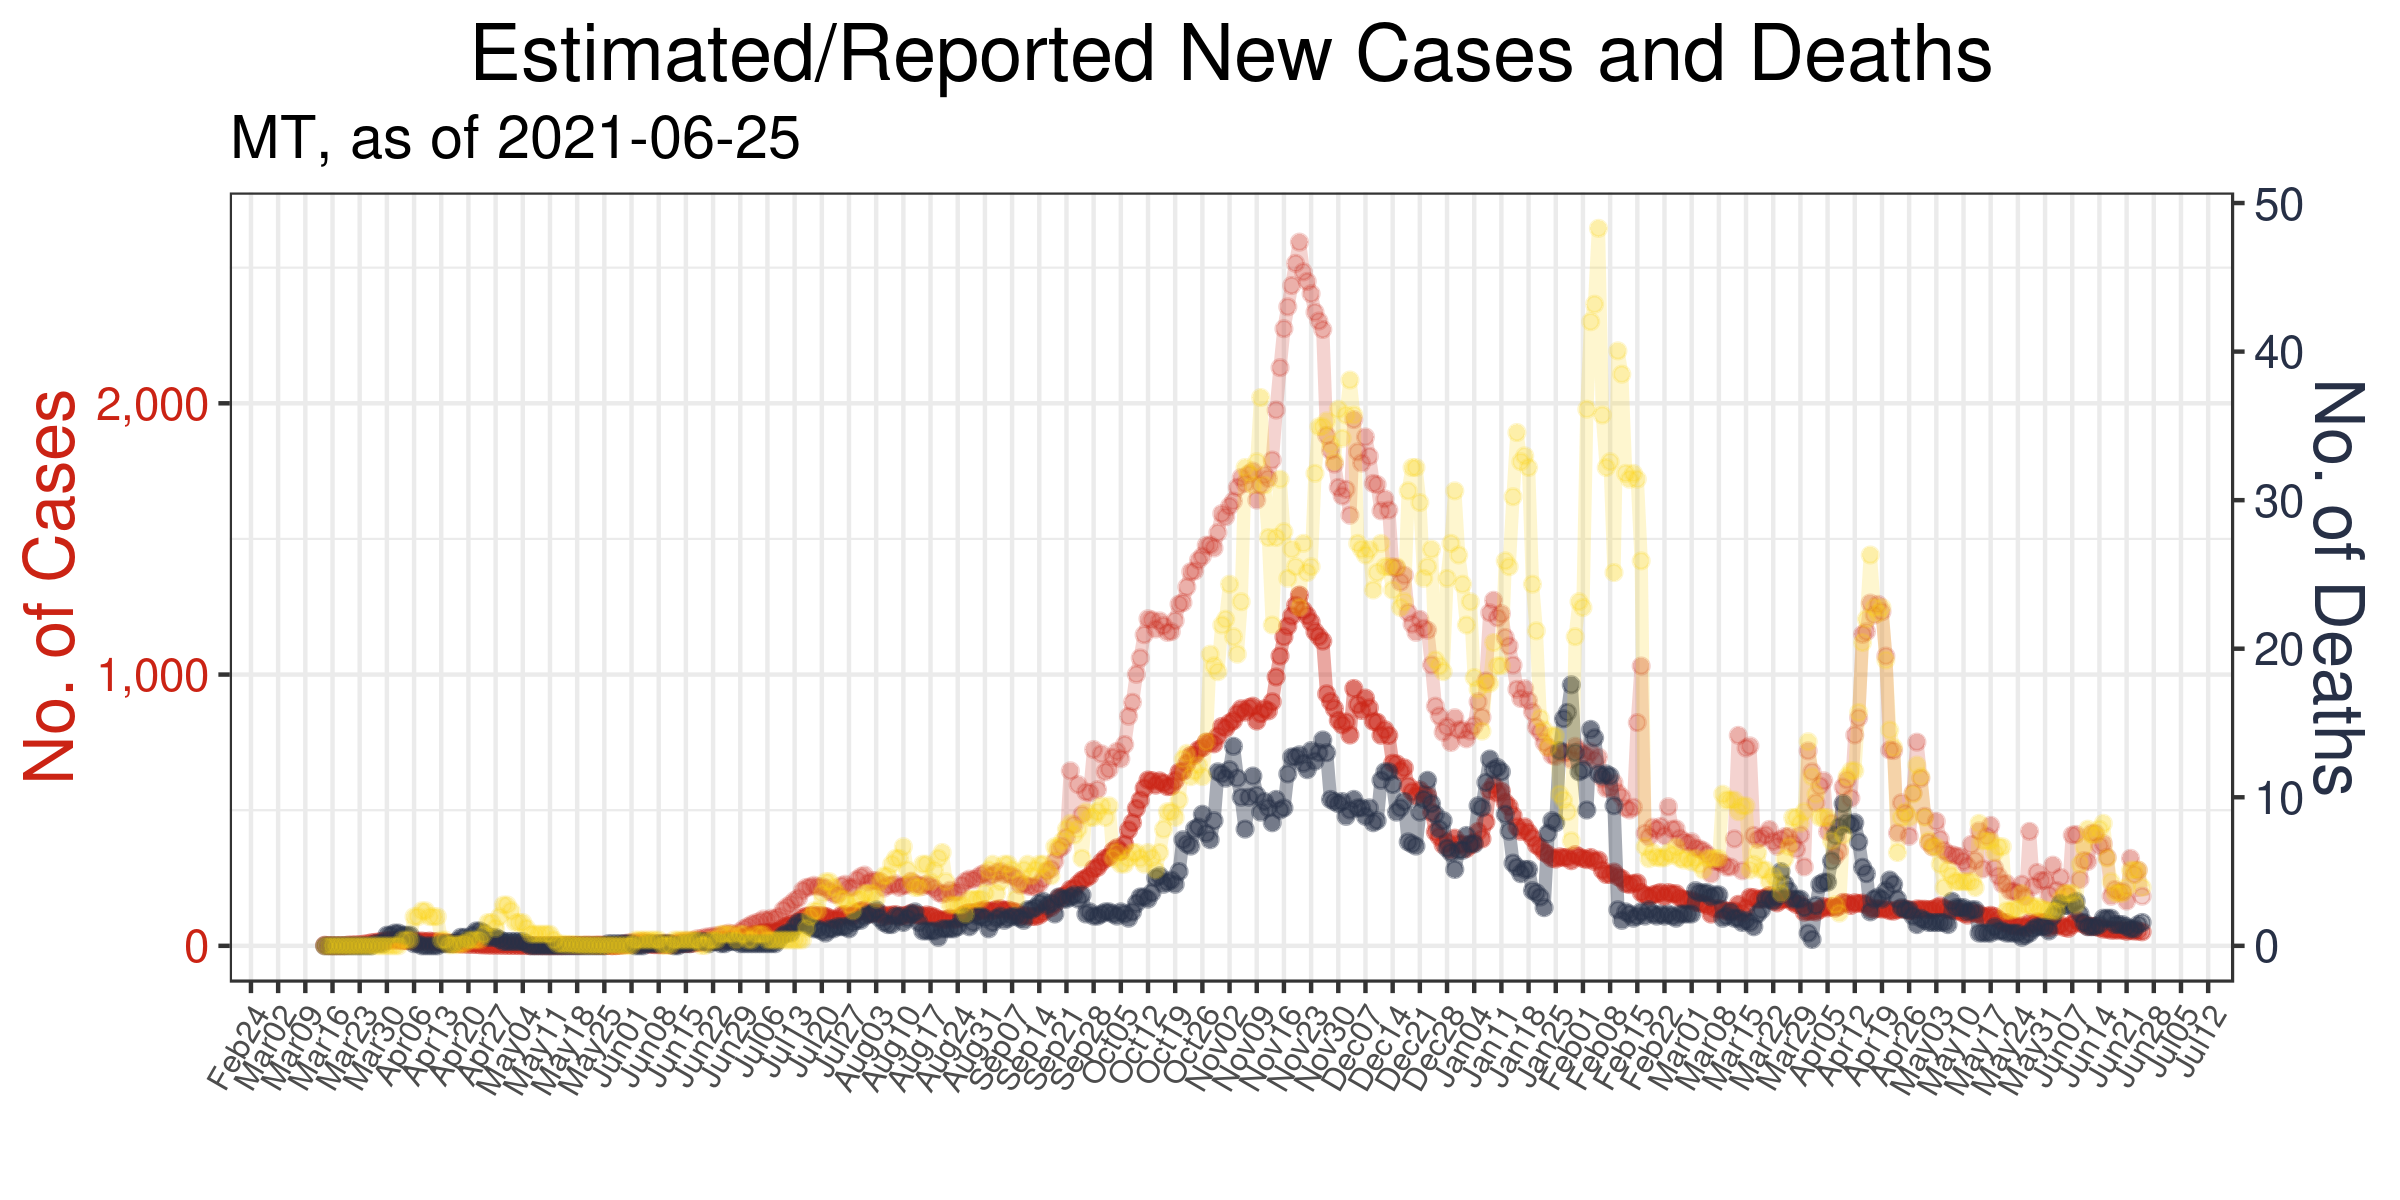 Estimated/Reported New Cases and Deaths
MT, as of 2021-06-25
No. of Cases
2,000
1,000
0
50
40
30
20
10
0
No. of Deaths
Feb24
Mar02
Mar09
Mar16
Mar23
Mar30
Apr06
Apr13
Apr20
Apr27
May04
May11
May18
May25
Jun01
Jun08
Jun15
Jun22
Jun29
Jul06
Jul13
Jul20
Jul27
Aug03
Aug10
Aug17
Aug24
Aug31
Sep07
Sep14
Sep21
Sep28
Oct05
Oct12
Oct19
Oct26
Nov02
Nov09
Nov16
Nov23
Nov30
Dec07
Dec14
Dec21
Dec28
Jan04
Jan11
Jan18
Jan25
Feb01
Feb08
Feb15
Feb22
Mar01
Mar08
Mar15
Mar22
Mar29
Apr05
Apr12
Apr19
Apr26
May03
May10
May17
May24
May31
Jun07
Jun14
Jun21
Jun28
Jul05
Jul12